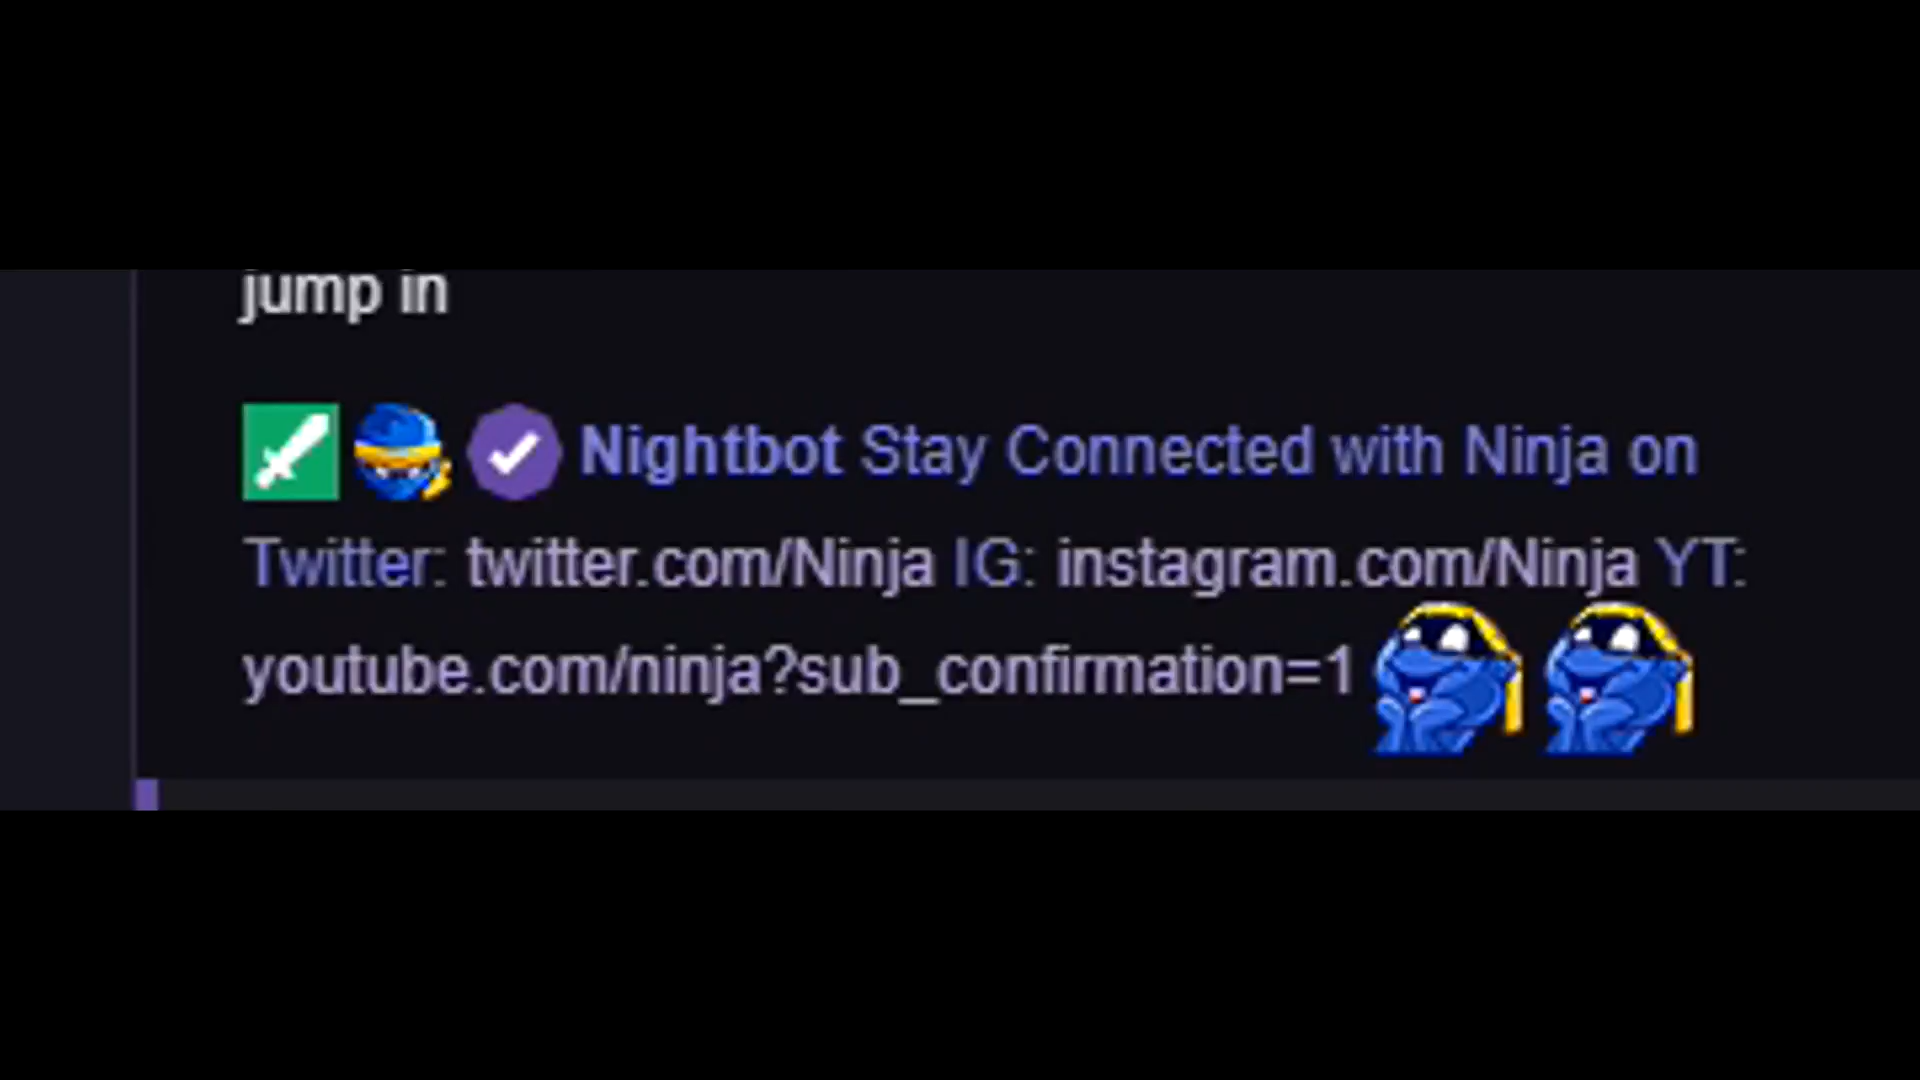 jump in
Nightbot Stay Connected with Ninja on
Twitter: twitter.com/Ninja IG: instagram.com/Ninja YT:
youtube.com/ninja?sub_confirmation=1